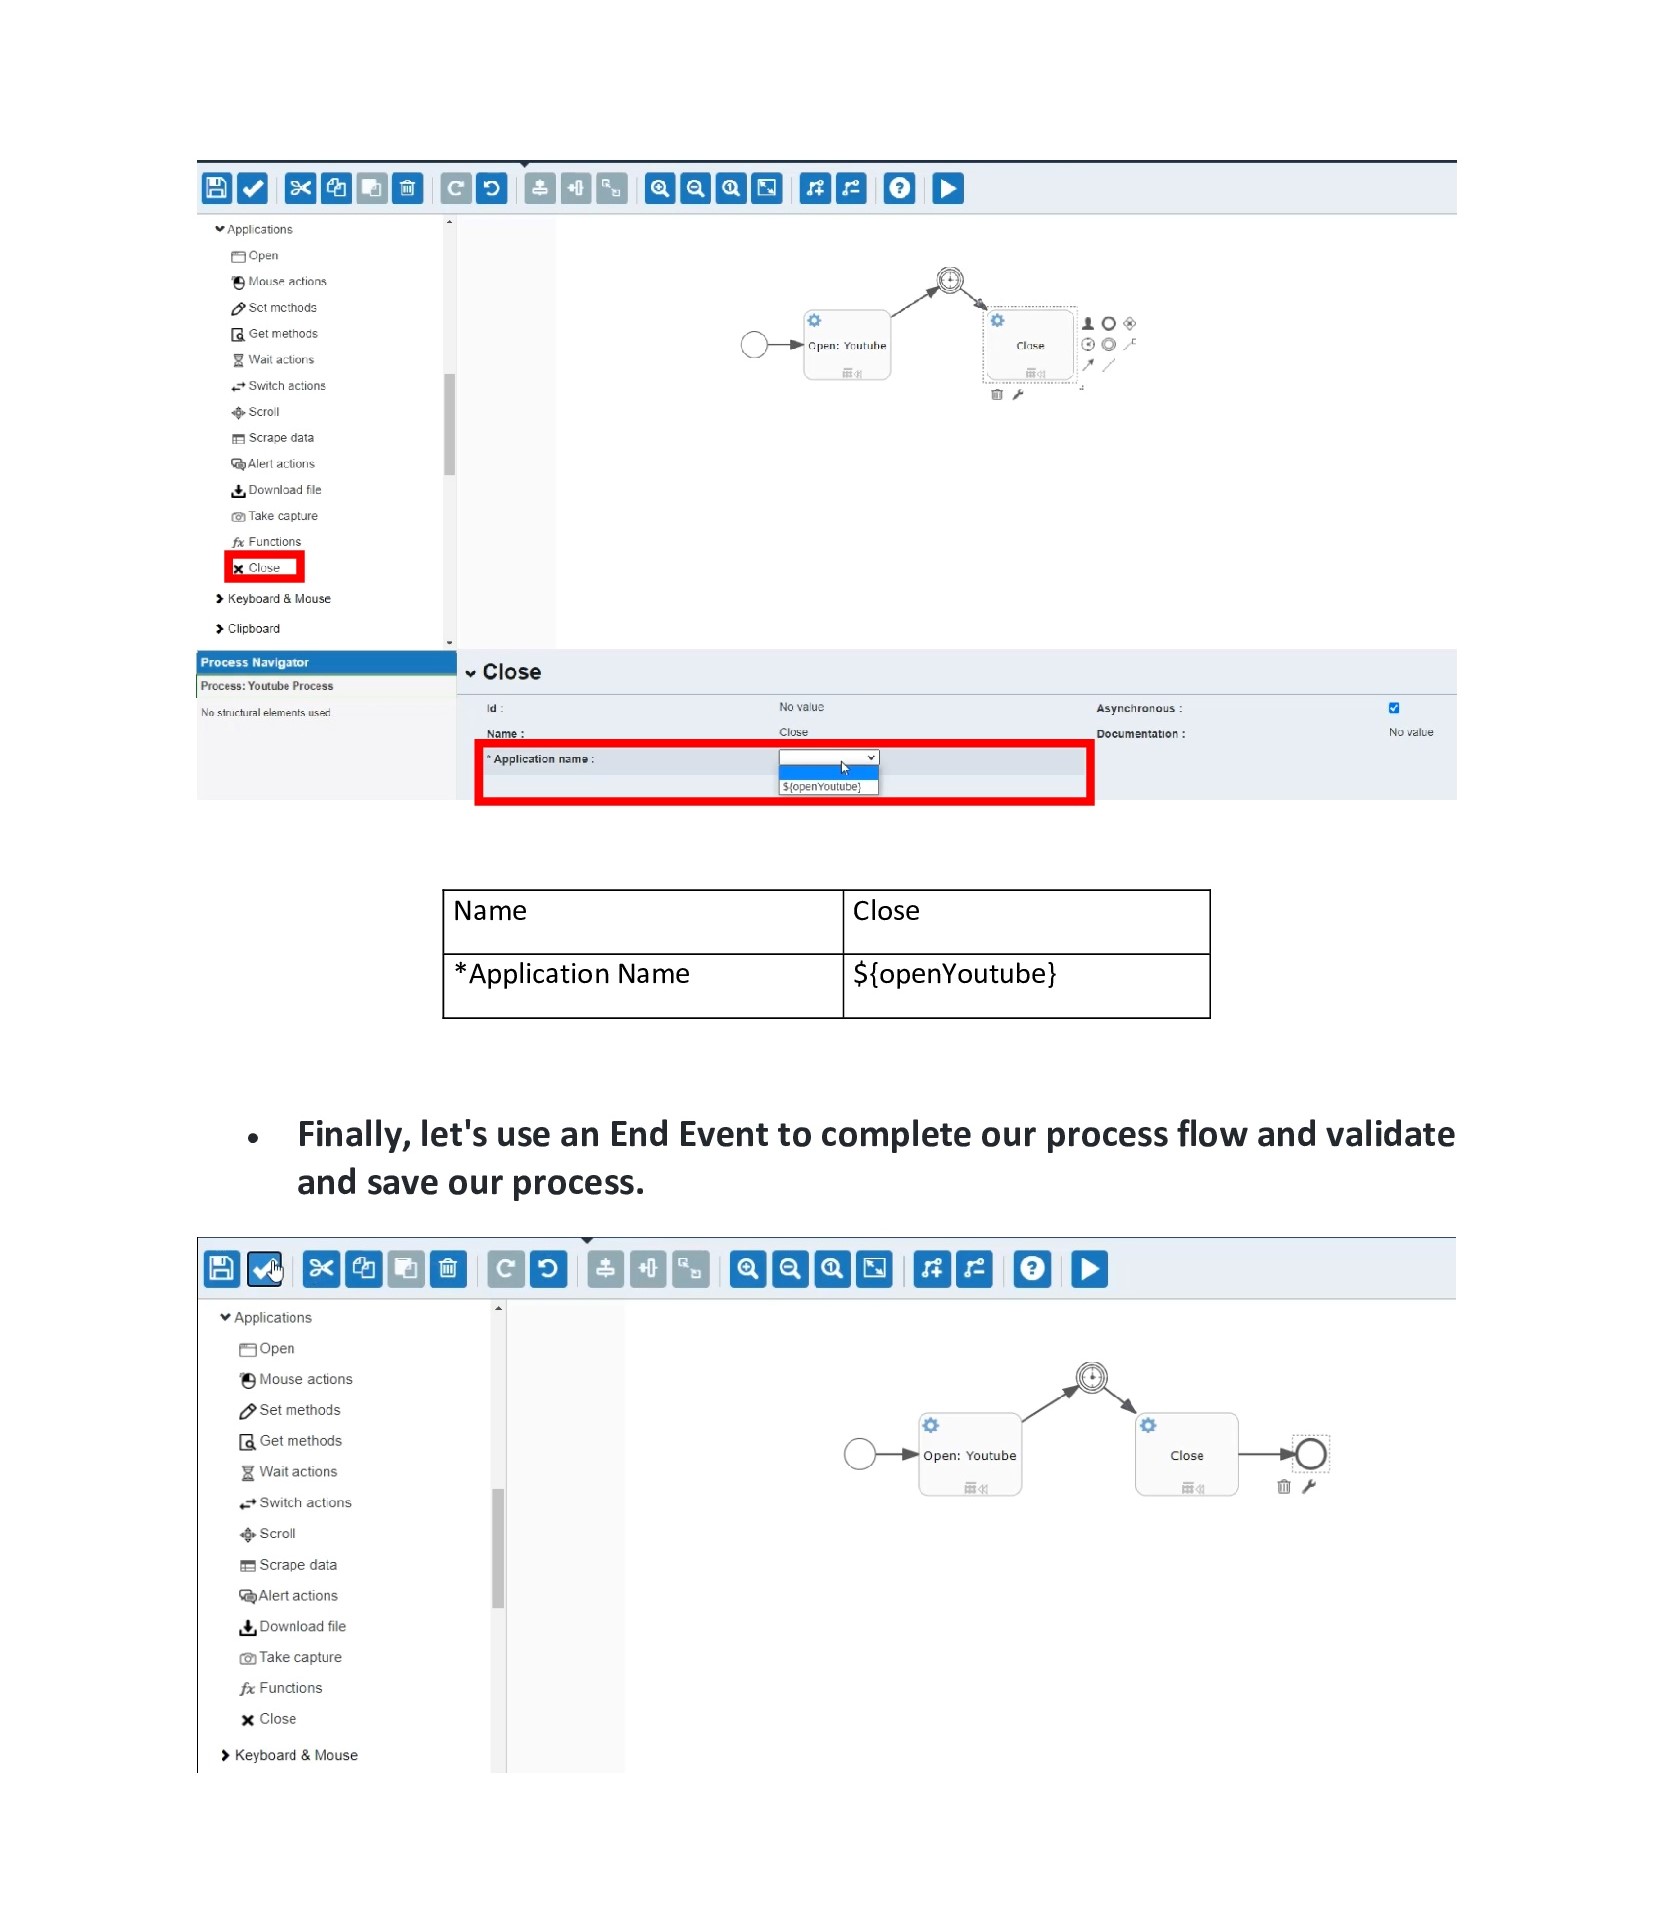 Applications
Open
Mouse actions
Set methods
Get methods
Wait actions
Switch actions
Scroll
Scrape data
Alert actions
Download file
Take capture
fx Functions
Close
Keyboard & Mouse
Clipboard
Open: Youtube
Close
Process Navigator
Process: Youtube Process
No structural elements used
Close
Id :
No value
Asynchronous :
Name :
Close
Documentation :
No value
* Application name :
${openYoutube}
Name
Close
*Application Name
${openYoutube}
• Finally, let's use an End Event to complete our process flow and validate
and save our process.
Applications
Open
Mouse actions
Set methods
Get methods
Wait actions
Switch actions
Scroll
Scrape data
Alert actions
Download file
Take capture
fx Functions
Close
Keyboard & Mouse
Open: Youtube
Close